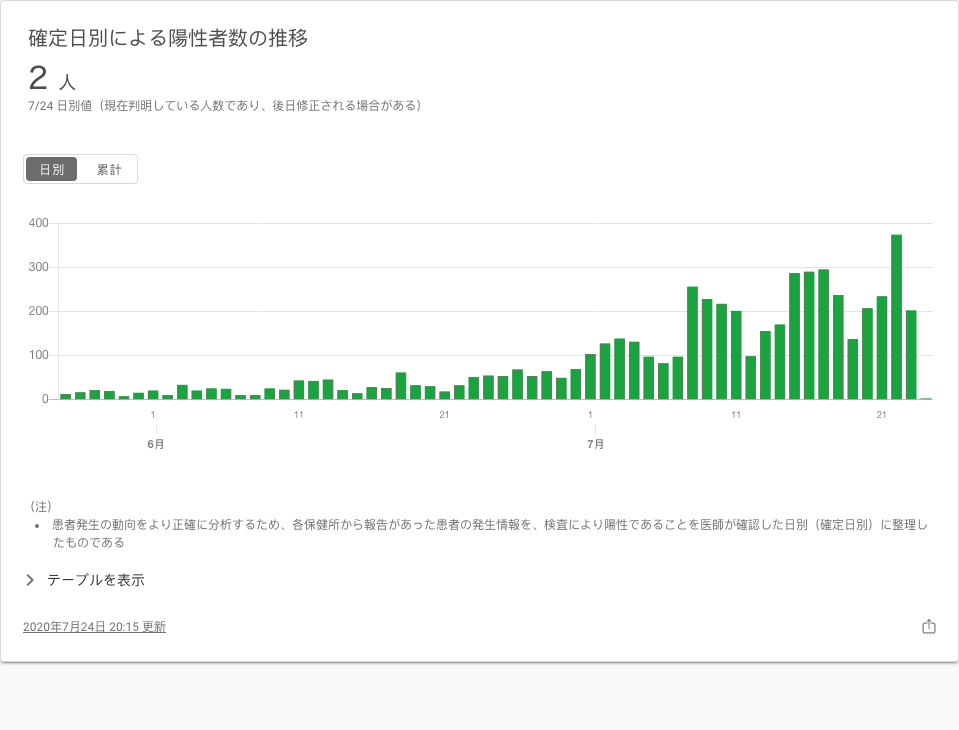 確定日別による陽性者数の推移
2 人
7/24 日別値（現在判明している人数であり、後日修正される場合がある）
日別 累計
400
300
200
100
0
1 11 21 1 11 21
6月 7月
（注）
• 患者発生の動向をより正確に分析するため、各保健所から報告があった患者の発生情報を、検査により陽性であることを医師が確認した日別（確定日別）に整理し
たものである
テーブルを表示
2020年7月24日 20:15 更新